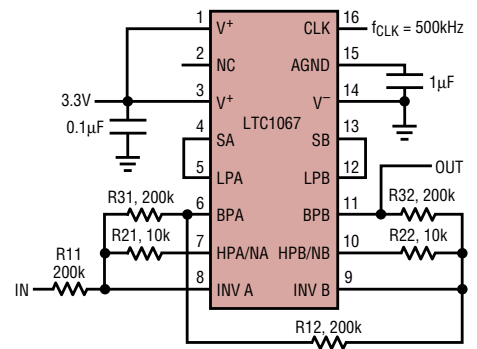 1
V+
CLK
16
fCLK = 500kHz
2
NC
AGND
15
1µF
3.3V
3
V+
V−
14
0.1µF
LTC1067
4
SA
SB
13
5
LPA
LPB
12
OUT
R31, 200k
6
BPA
BPB
11
R32, 200k
R21, 10k
7
HPA/NA
HPB/NB
10
R22, 10k
R11
200k
IN
8
INV A
INV B
9
R12, 200k